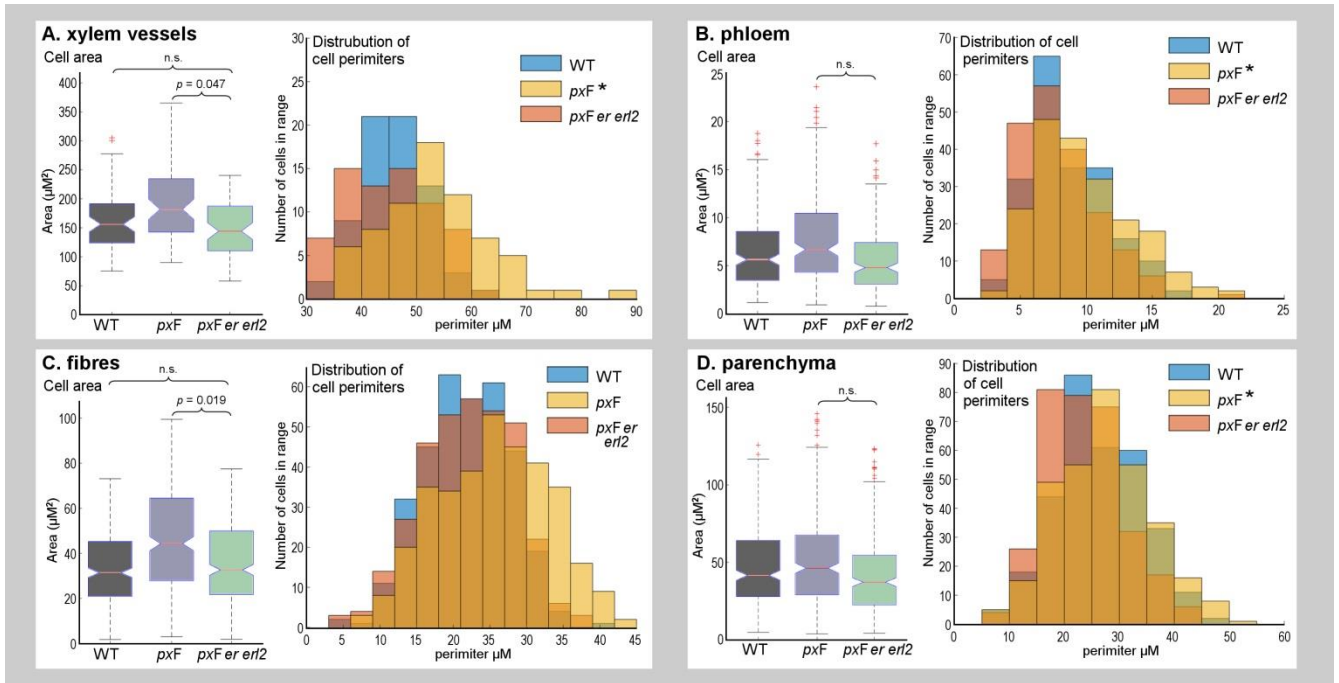 A. xylem vessels
Cell area
n.s.
p = 0.047
Area (µM²)
400
350
300
250
200
150
100
50
0
WT
pxF
pxF er erl2
Distrubution of
cell perimiters
WT
pxF *
pxF er erl2
Number of cells in range
30
25
20
15
10
5
0
30 40 50 60 70 80 90
perimiter µM
B. phloem
Cell area
n.s.
Area (µM²)
25
20
15
10
5
0
WT
pxF
pxF er erl2
Distribution of cell
perimiters
WT
pxF *
pxF er erl2
Number of cells in range
70
60
50
40
30
20
10
0
0 5 10 15 20 25
perimiter µM
C. fibres
Cell area
n.s.
p = 0.019
Area (µM²)
100
80
60
40
20
0
WT
pxF
pxF er erl2
Distribution of
cell perimiters
WT
pxF
pxF er
erl2
Number of cells in range
60
50
40
30
20
10
0
0 5 10 15 20 25 30 35 40 45
perimiter µM
D. parenchyma
Cell area
n.s.
Area (µM²)
150
100
50
0
WT
pxF
pxF er erl2
Distribution
of cell
perimiters
WT
pxF *
pxF er erl2
Number of cells in range
90
80
70
60
50
40
30
20
10
0
0 10 20 30 40 50 60
perimiter µM